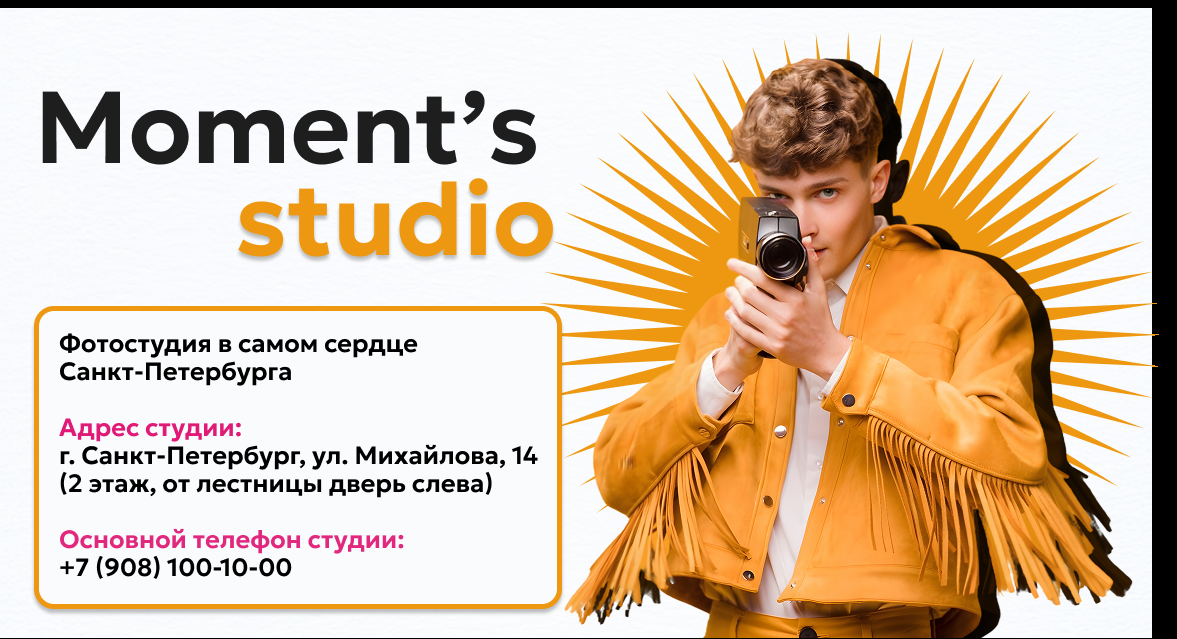 Moment’s
studio
Фотостудия в самом сердце
Санкт-Петербурга
Адрес студии:
г. Санкт-Петербург, ул. Михайлова, 14
(2 этаж, от лестницы дверь слева)
Основной телефон студии:
+7 (908) 100-10-00